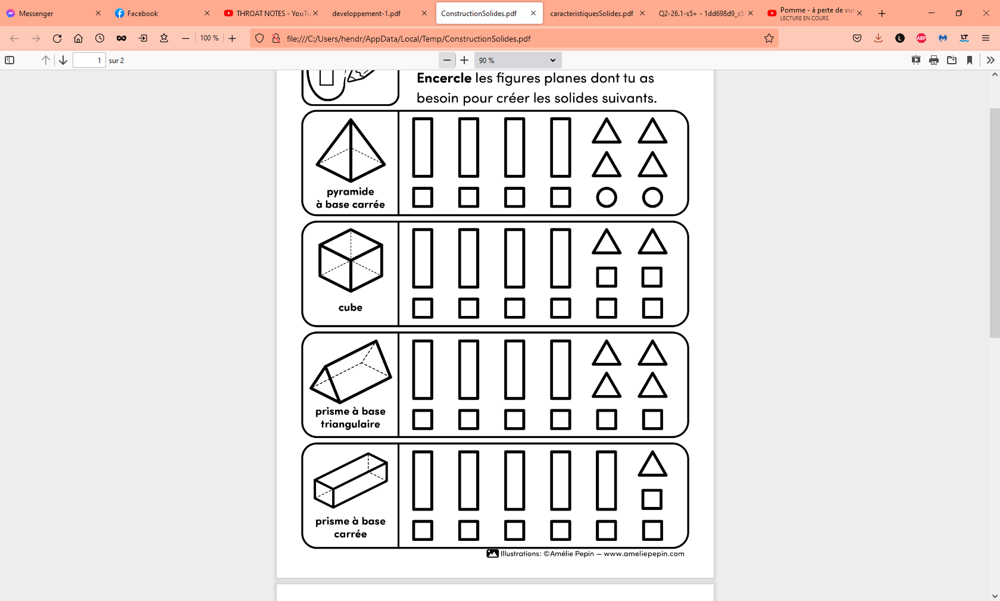 Messenger
Facebook
THROAT NOTES - YouTu
developpement-1.pdf
ConstructionSolides.pdf
caracteristiquesSolides.pdf
Q2-26.1-s5+ - 1dd698d9_s5-
Pomme - à perte de vue
LECTURE EN COURS
100 %
file:///C:/Users/hendr/AppData/Local/Temp/ConstructionSolides.pdf
L
ABP
LT
1 sur 2
90 %
Encercle les figures planes dont tu as
besoin pour créer les solides suivants.
pyramide
à base carrée
cube
prisme à base
triangulaire
prisme à base
carrée
Illustrations: ©Amélie Pepin — www.ameliepepin.com